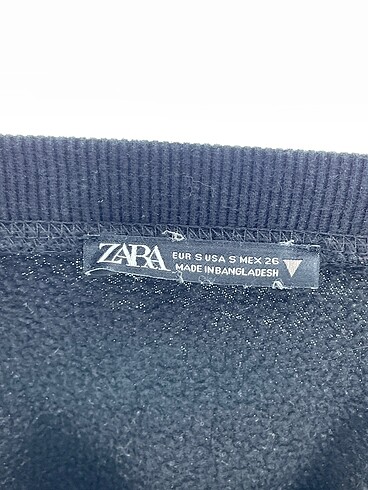 ZARA
EUR S USA S MEX 26
MADE IN BANGLADESH